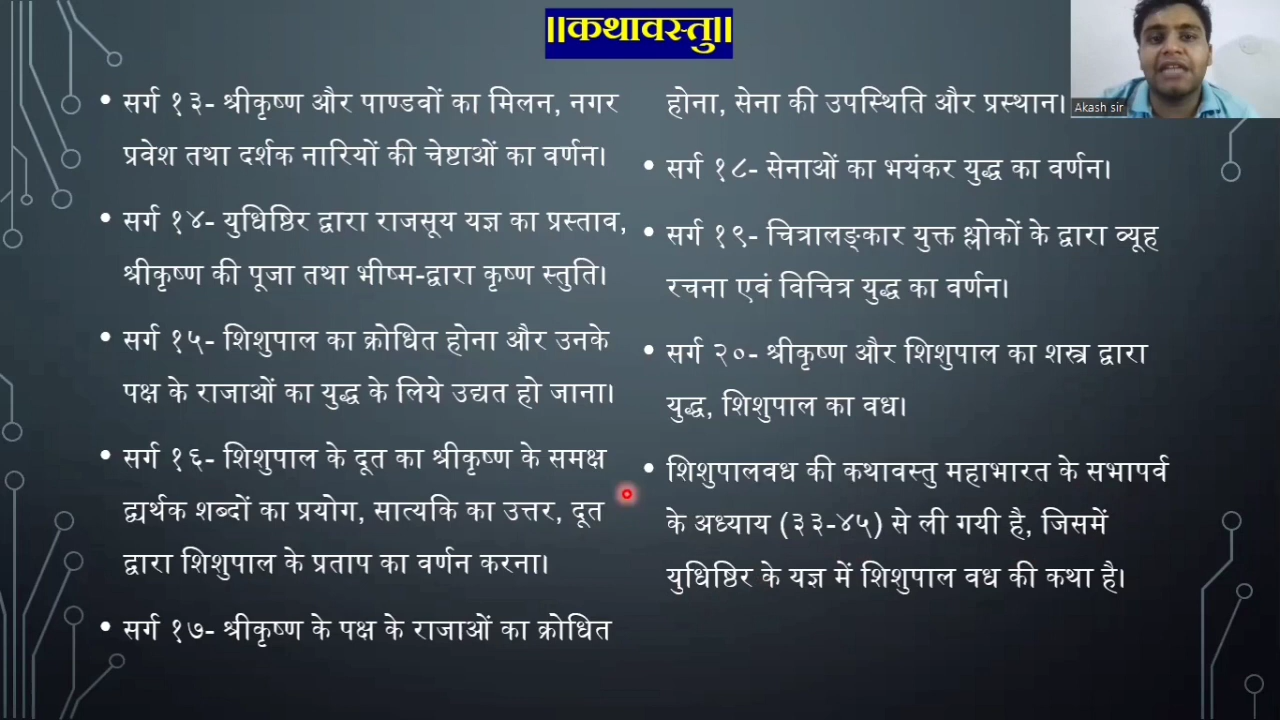 ॥कथावस्तु॥
• सर्ग १३- श्रीकृष्ण और पाण्डवों का मिलन, नगर
प्रवेश तथा दर्शक नारियों की चेष्टाओं का वर्णन।
• सर्ग १४- युधिष्ठिर द्वारा राजसूय यज्ञ का प्रस्ताव,
श्रीकृष्ण की पूजा तथा भीष्म-द्वारा कृष्ण स्तुति।
• सर्ग १५- शिशुपाल का क्रोधित होना और उनके
पक्ष के राजाओं का युद्ध के लिये उद्यत हो जाना।
• सर्ग १६- शिशुपाल के दूत का श्रीकृष्ण के समक्ष
द्व्यर्थक शब्दों का प्रयोग, सात्यकि का उत्तर, दूत
द्वारा शिशुपाल के प्रताप का वर्णन करना।
• सर्ग १७- श्रीकृष्ण के पक्ष के राजाओं का क्रोधित
होना, सेना की उपस्थिति और प्रस्थान।
• सर्ग १८- सेनाओं का भयंकर युद्ध का वर्णन।
• सर्ग १९- चित्रालङ्कार युक्त श्लोकों के द्वारा व्यूह
रचना एवं विचित्र युद्ध का वर्णन।
• सर्ग २०- श्रीकृष्ण और शिशुपाल का शस्त्र द्वारा
युद्ध, शिशुपाल का वध।
• शिशुपालवध की कथावस्तु महाभारत के सभापर्व
के अध्याय (३३-४५) से ली गयी है, जिसमें
युधिष्ठिर के यज्ञ में शिशुपाल वध की कथा है।
Akash sir